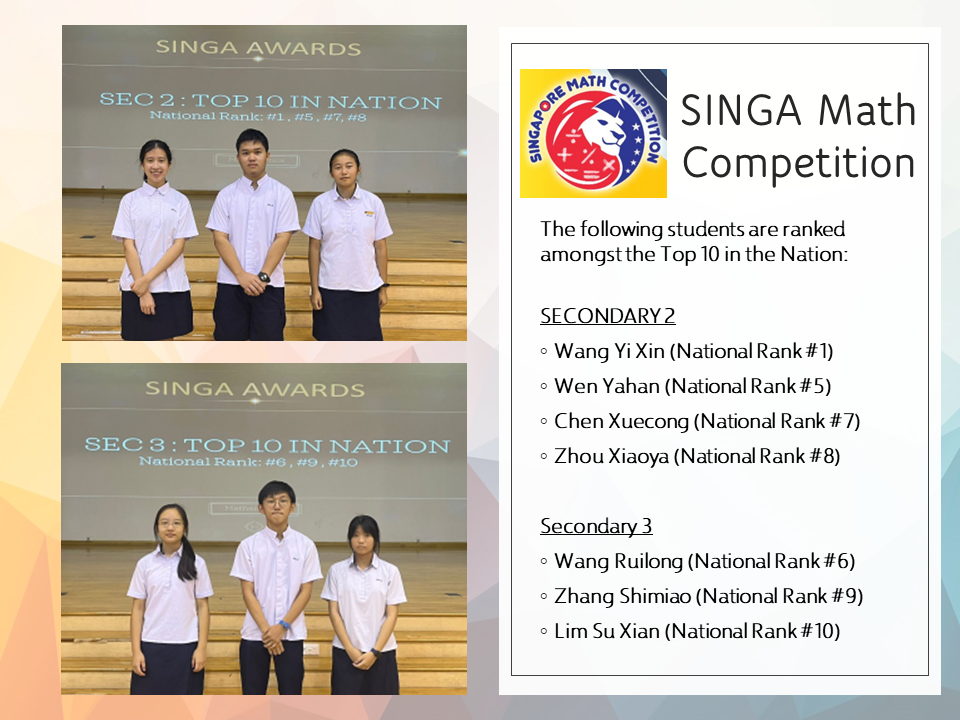 SINGA AWARDS
SEC 2 : TOP 10 IN NATION
National Rank: #1 , #5 , #7, #8
SINGA AWARDS
SEC 3 : TOP 10 IN NATION
National Rank: #6 , #9 , #10
SINGAPORE MATH COMPETITION
SINGA Math
Competition
The following students are ranked
amongst the Top 10 in the Nation:
SECONDARY 2
◦ Wang Yi Xin (National Rank #1)
◦ Wen Yahan (National Rank #5)
◦ Chen Xuecong (National Rank #7)
◦ Zhou Xiaoya (National Rank #8)
Secondary 3
◦ Wang Ruilong (National Rank #6)
◦ Zhang Shimiao (National Rank #9)
◦ Lim Su Xian (National Rank #10)